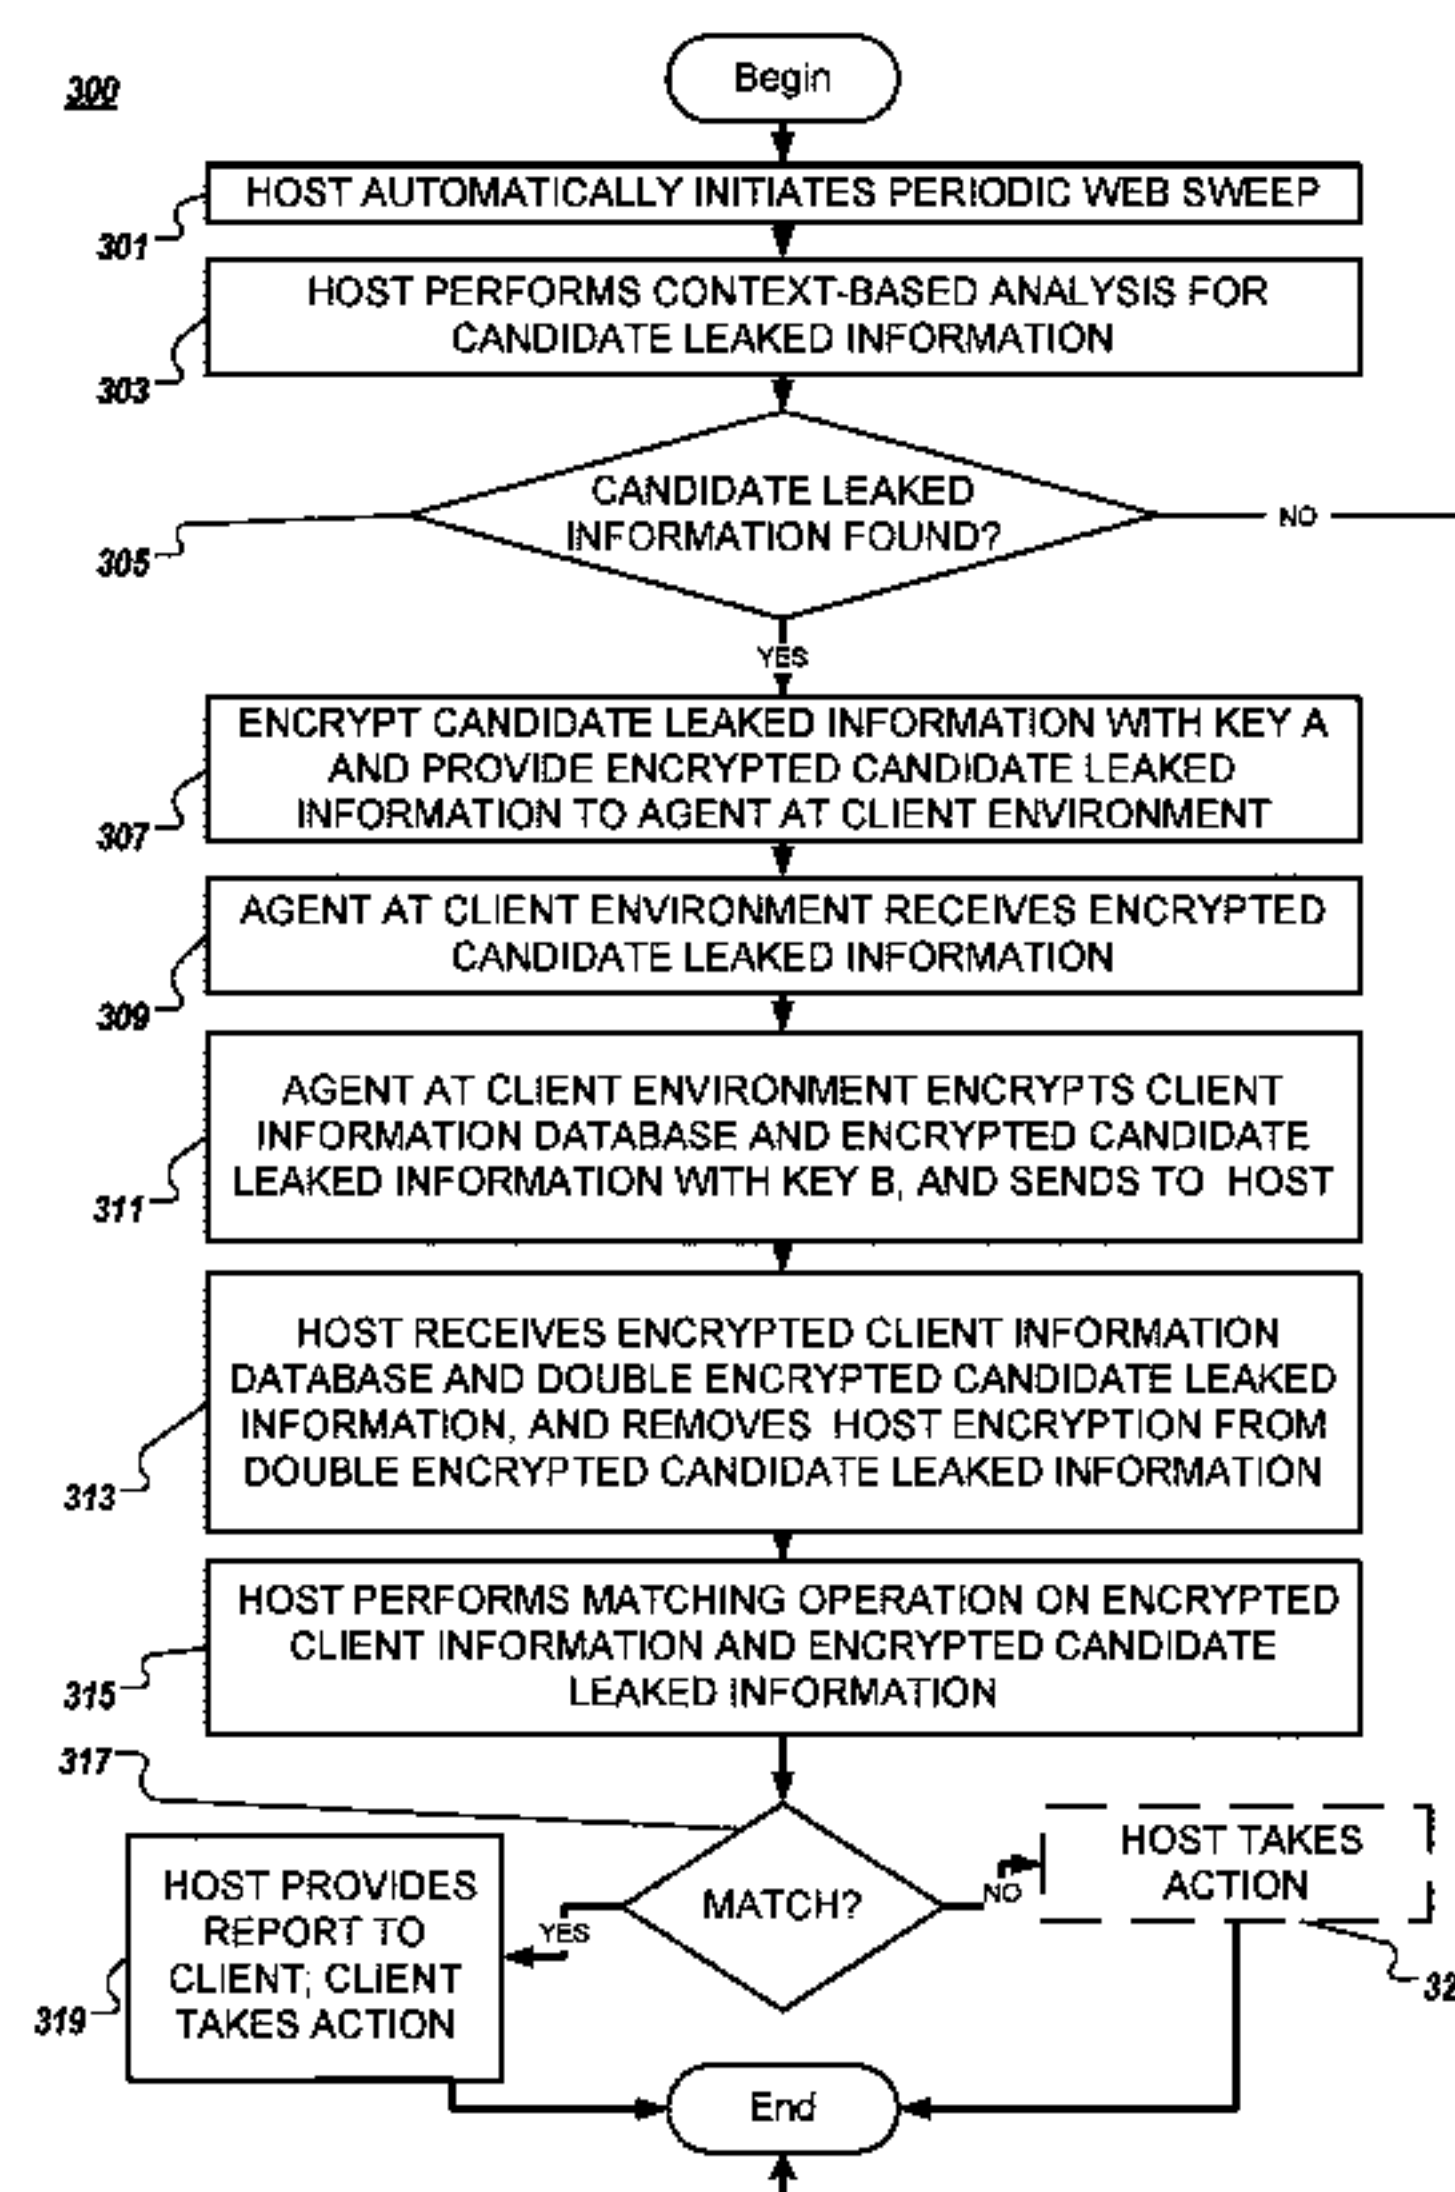 300
Begin
HOST AUTOMATICALLY INITIATES PERIODIC WEB SWEEP
301
HOST PERFORMS CONTEXT-BASED ANALYSIS FOR
CANDIDATE LEAKED INFORMATION
303
CANDIDATE LEAKED
INFORMATION FOUND?
NO
305
YES
ENCRYPT CANDIDATE LEAKED INFORMATION WITH KEY A
AND PROVIDE ENCRYPTED CANDIDATE LEAKED
INFORMATION TO AGENT AT CLIENT ENVIRONMENT
307
AGENT AT CLIENT ENVIRONMENT RECEIVES ENCRYPTED
CANDIDATE LEAKED INFORMATION
309
AGENT AT CLIENT ENVIRONMENT ENCRYPTS CLIENT
INFORMATION DATABASE AND ENCRYPTED CANDIDATE
LEAKED INFORMATION WITH KEY B, AND SENDS TO HOST
311
HOST RECEIVES ENCRYPTED CLIENT INFORMATION
DATABASE AND DOUBLE ENCRYPTED CANDIDATE LEAKED
INFORMATION, AND REMOVES HOST ENCRYPTION FROM
DOUBLE ENCRYPTED CANDIDATE LEAKED INFORMATION
313
HOST PERFORMS MATCHING OPERATION ON ENCRYPTED
CLIENT INFORMATION AND ENCRYPTED CANDIDATE
LEAKED INFORMATION
315
317
MATCH?
NO
HOST TAKES
ACTION
32
YES
HOST PROVIDES
REPORT TO
CLIENT; CLIENT
TAKES ACTION
319
End